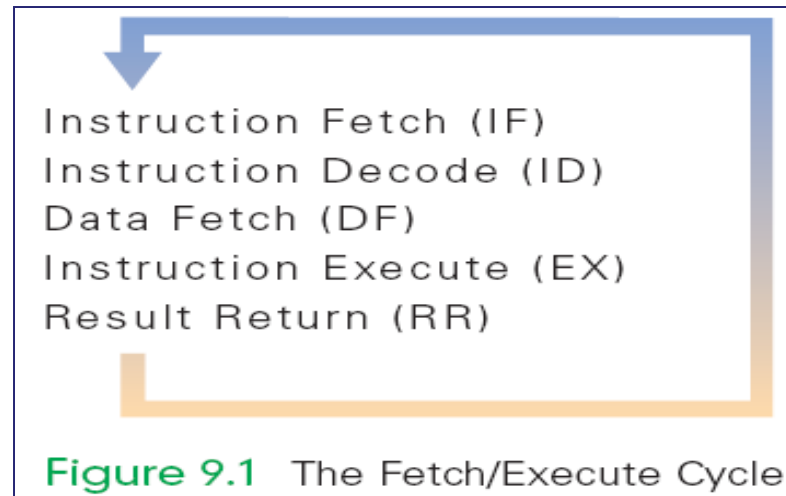 Instruction Fetch (IF)
Instruction Decode (ID)
Data Fetch (DF)
Instruction Execute (EX)
Result Return (RR)
Figure 9.1 The Fetch/Execute Cycle